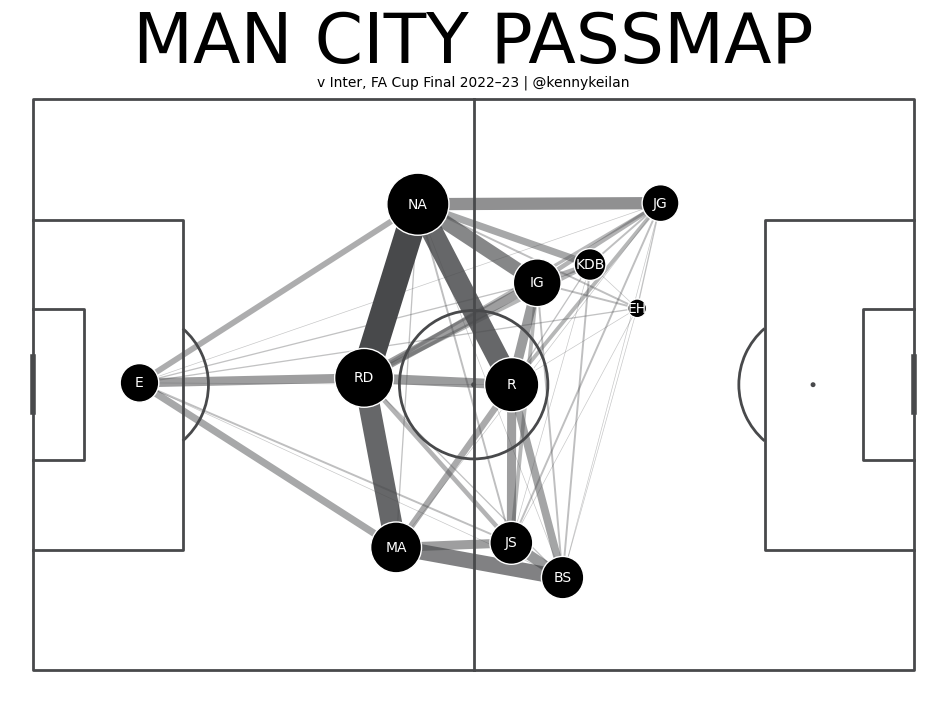 MAN CITY PASSMAP
v Inter, FA Cup Final 2022–23 | @kennykeilan
NA
JG
KDB
IG
EH
RD
E
R
JS
MA
BS